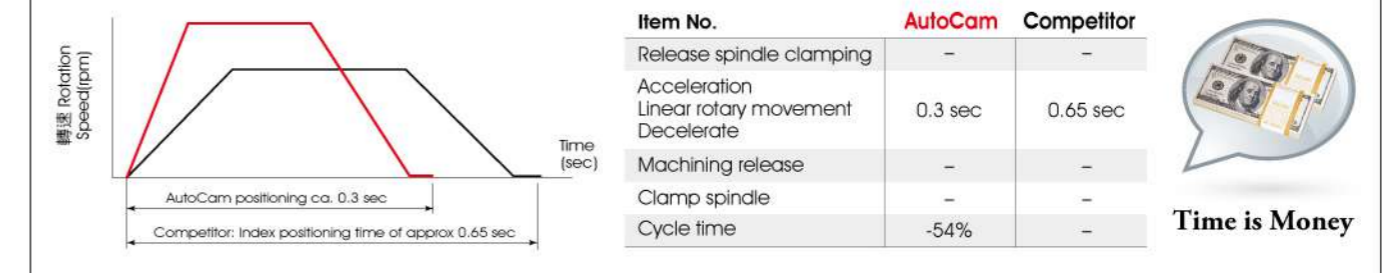 轉速 Rotation
Speed(rpm)
Time
(sec)
AutoCam positioning ca. 0.3 sec
Competitor: Index positioning time of approx 0.65 sec
Item No. AutoCam Competitor
Release spindle clamping – –
Acceleration
Linear rotary movement 0.3 sec 0.65 sec
Decelerate
Machining release – –
Clamp spindle – –
Cycle time -54% –
Time is Money